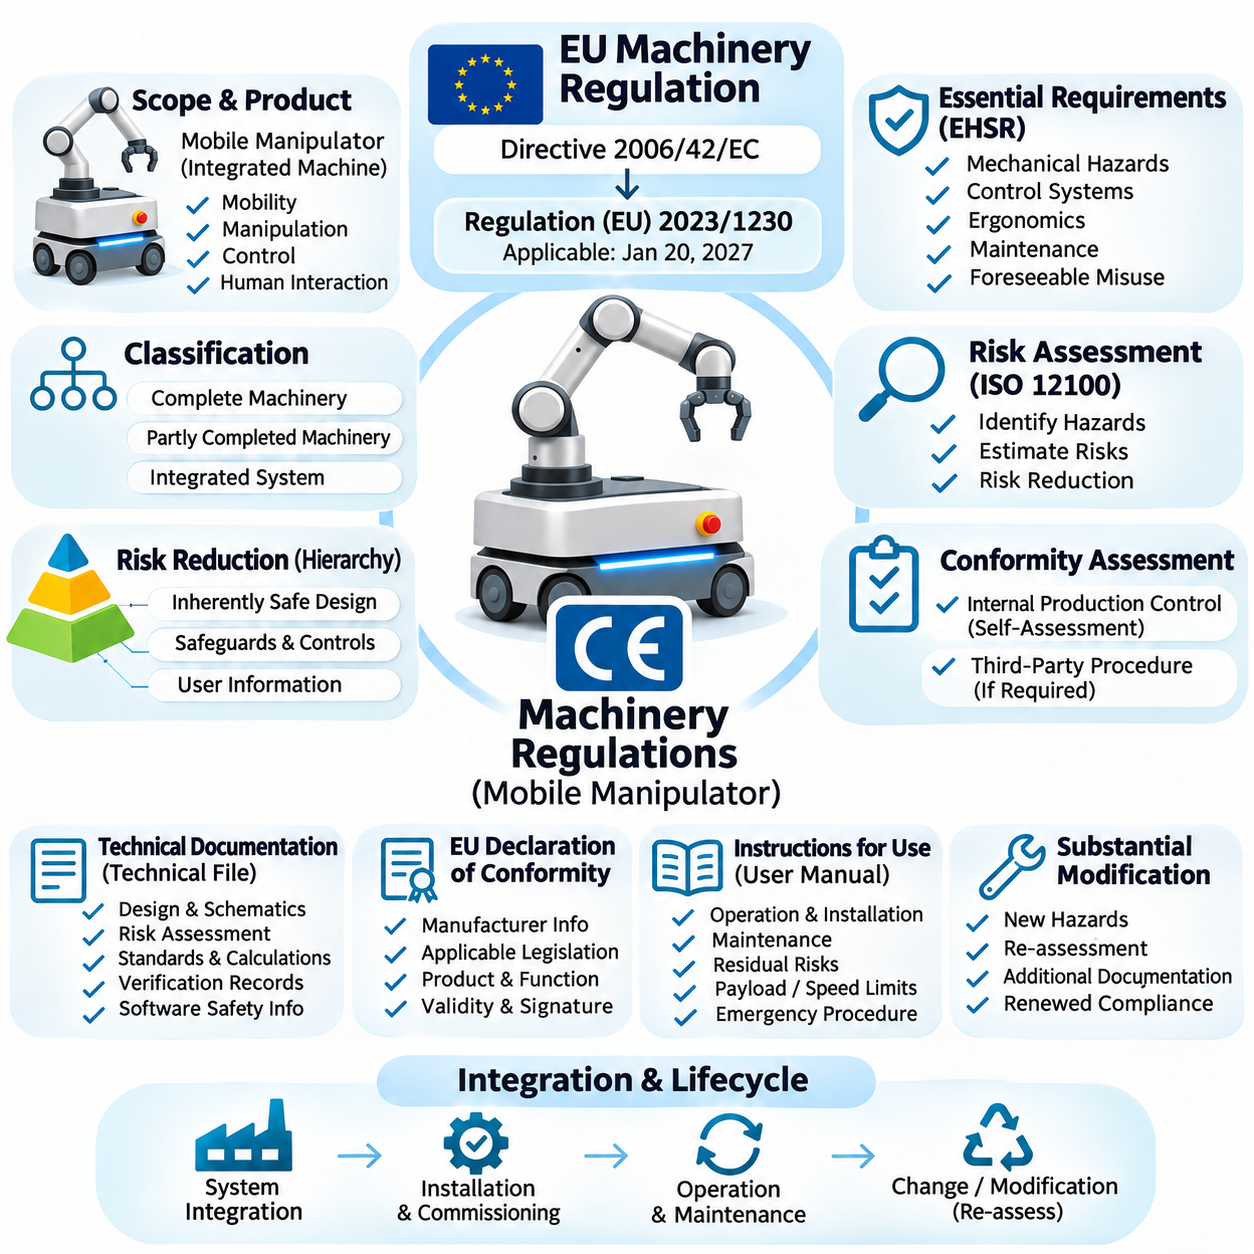 EU Machinery
Regulation
Directive 2006/42/EC
Regulation (EU) 2023/1230
Applicable: Jan 20, 2027
Scope & Product
Mobile Manipulator
(Integrated Machine)
Mobility
Manipulation
Control
Human Interaction
Essential Requirements
(EHSR)
Mechanical Hazards
Control Systems
Ergonomics
Maintenance
Foreseeable Misuse
Classification
Complete Machinery
Partly Completed Machinery
Integrated System
Risk Assessment
(ISO 12100)
Identify Hazards
Estimate Risks
Risk Reduction
Risk Reduction (Hierarchy)
Inherently Safe Design
Safeguards & Controls
User Information
Conformity Assessment
Internal Production Control
(Self-Assessment)
Third-Party Procedure
(If Required)
CE
Machinery
Regulations
(Mobile Manipulator)
Technical Documentation
(Technical File)
Design & Schematics
Risk Assessment
Standards & Calculations
Verification Records
Software Safety Info
EU Declaration
of Conformity
Manufacturer Info
Applicable Legislation
Product & Function
Validity & Signature
Instructions for Use
(User Manual)
Operation & Installation
Maintenance
Residual Risks
Payload / Speed Limits
Emergency Procedure
Substantial
Modification
New Hazards
Re-assessment
Additional Documentation
Renewed Compliance
Integration & Lifecycle
System
Integration
Installation
& Commissioning
Operation
& Maintenance
Change / Modification
(Re-assess)